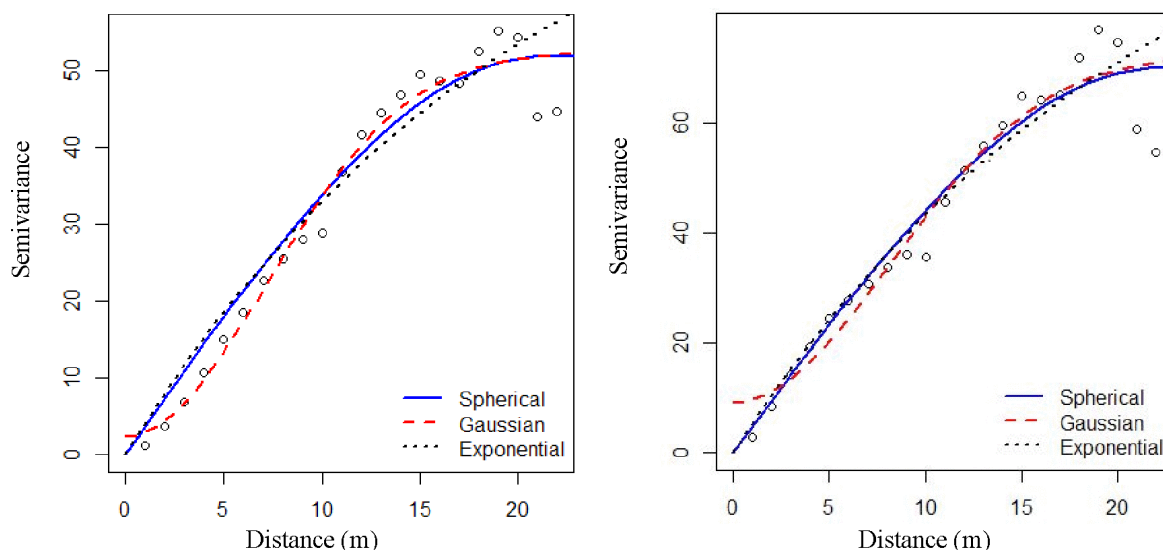 Semivariance
50
40
30
20
10
0
Spherical
Gaussian
Exponential
0 5 10 15 20
Distance (m)
Semivariance
60
40
20
0
Spherical
Gaussian
Exponential
0 5 10 15 20
Distance (m)